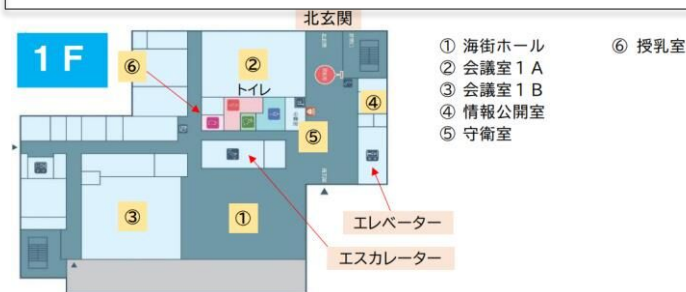 北玄関
1F
① 海街ホール
② 会議室1A
③ 会議室1B
④ 情報公開室
⑤ 守衛室
⑥ 授乳室
⑥
②
トイレ
④
⑤
③
①
エレベーター
エスカレーター